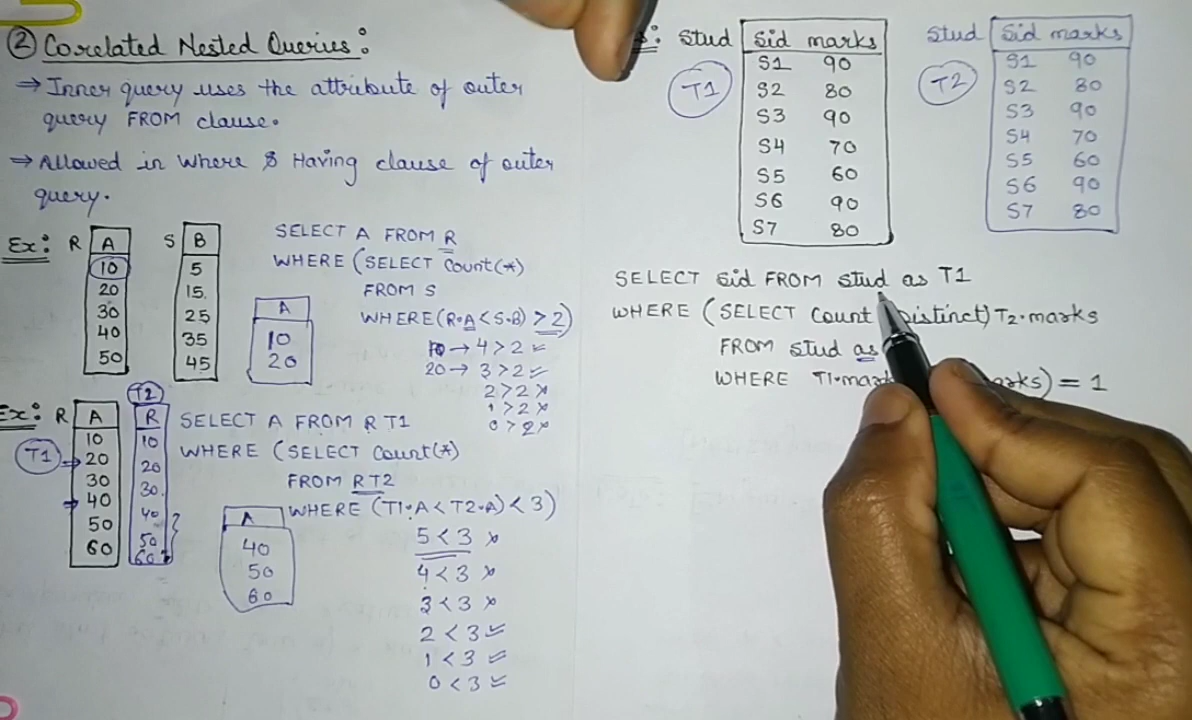 ② Corelated Nested Queries:
⇒ Inner query uses the attribute of outer
query FROM clause.
⇒ Allowed in Where & Having clause of outer
query.
Ex: R A
10
20
30
40
50
S B
5
15
25
35
45
SELECT A FROM R
WHERE (SELECT Count(*)
FROM S
WHERE (R.A < S.B) > 2)
10 → 4 > 2 ✓
20 → 3 > 2 ✓
2 > 2 ×
1 > 2 ×
0 > 2 ×
A
10
20
Ex: R A
T1
10
20
30
40
50
60
T2
R
10
20
30
40
50
60
SELECT A FROM R T1
WHERE (SELECT Count(*)
FROM R T2
WHERE (T1.A < T2.A) < 3)
5 < 3 ×
4 < 3 ×
3 < 3 ×
2 < 3 ✓
1 < 3 ✓
0 < 3 ✓
A
40
50
60
Stud Sid marks
T1
S1 90
S2 80
S3 90
S4 70
S5 60
S6 90
S7 80
Stud Sid marks
T2
S1 90
S2 80
S3 90
S4 70
S5 60
S6 90
S7 80
SELECT Sid FROM stud as T1
WHERE (SELECT Count Distinct) T2.marks
FROM stud as
WHERE = 1